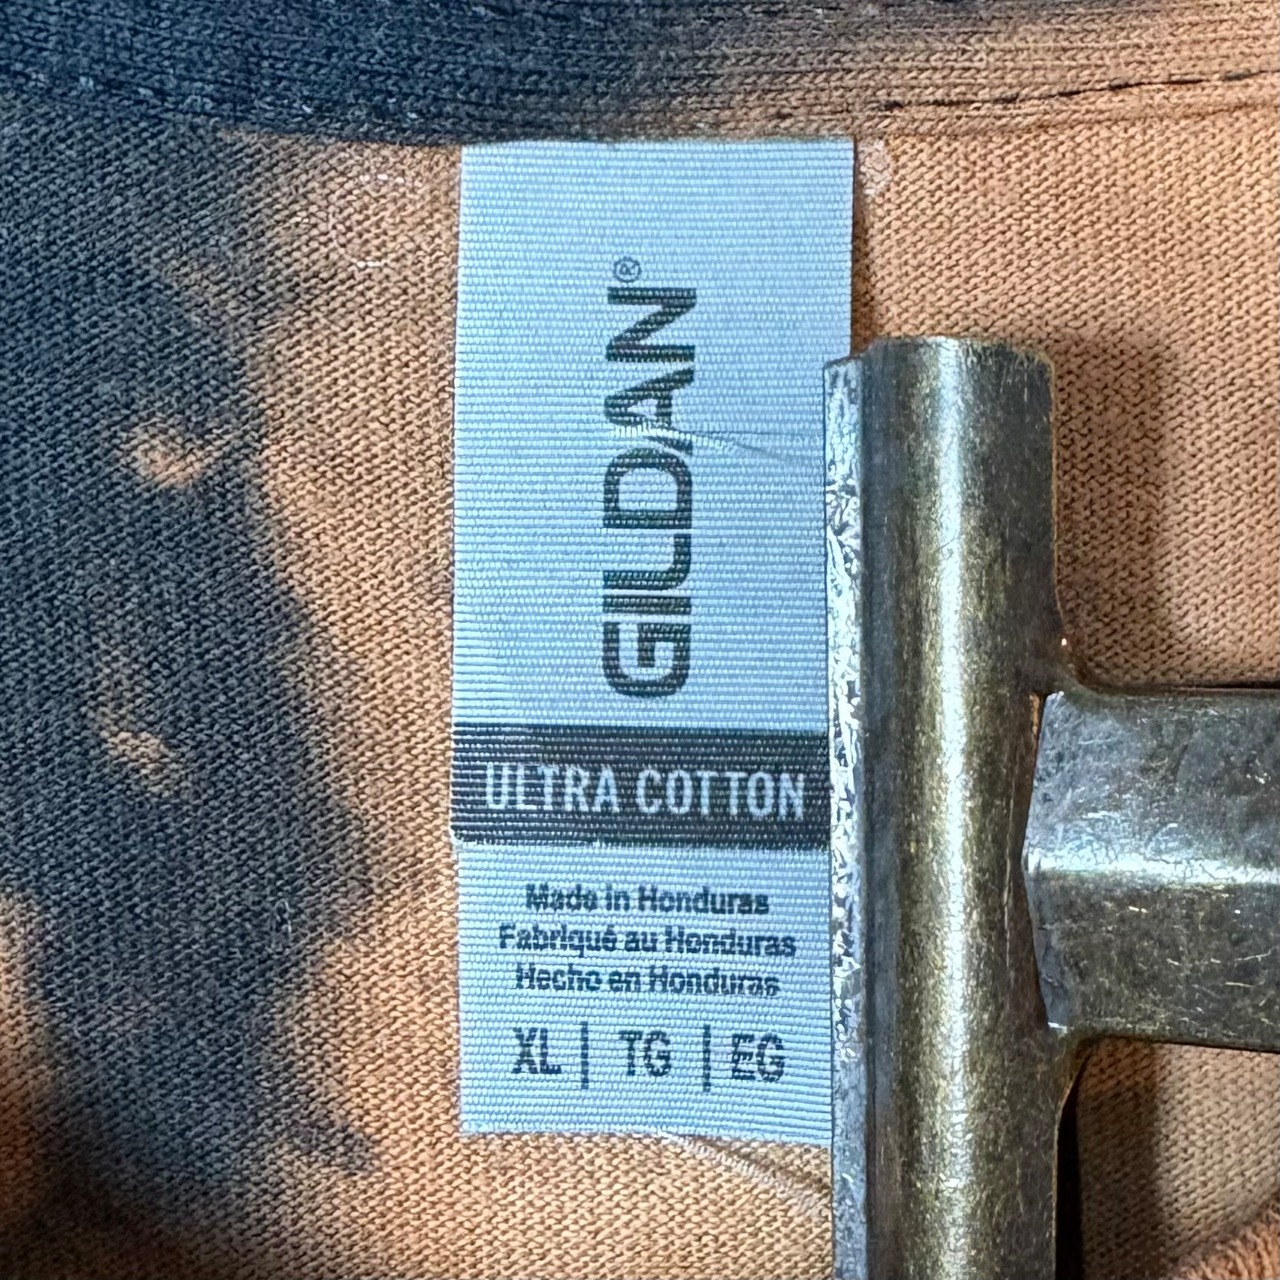 GILDAN®
ULTRA COTTON
Made in Honduras
Fabriqué au Honduras
Hecho en Honduras
XL | TG | EG